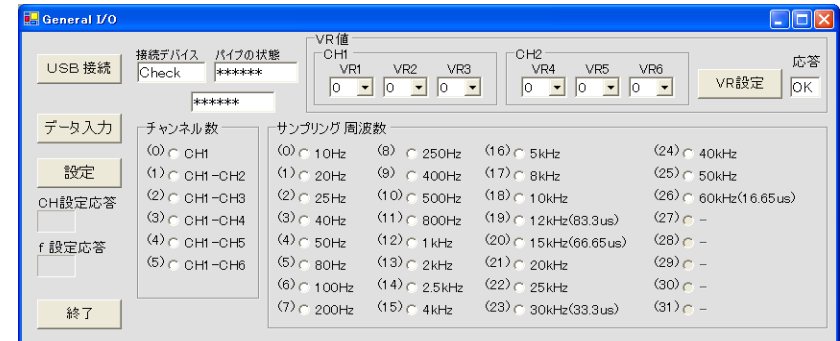 General I/O
USB 接続
接続デバイス パイプの状態
Check ******
******
VR値
CH1
VR1 VR2 VR3
0 0 0
CH2
VR4 VR5 VR6
0 0 0
VR設定
応答
OK
データ入力
設定
CH設定応答
f 設定応答
終了
チャンネル数
(0) CH1
(1) CH1-CH2
(2) CH1-CH3
(3) CH1-CH4
(4) CH1-CH5
(5) CH1-CH6
サンプリング周波数
(0) 10Hz (8) 250Hz (16) 5kHz (24) 40kHz
(1) 20Hz (9) 400Hz (17) 8kHz (25) 50kHz
(2) 25Hz (10) 500Hz (18) 10kHz (26) 60kHz(16.65us)
(3) 40Hz (11) 800Hz (19) 12kHz(83.3us) (27) -
(4) 50Hz (12) 1kHz (20) 15kHz(66.65us) (28) -
(5) 80Hz (13) 2kHz (21) 20kHz (29) -
(6) 100Hz (14) 2.5kHz (22) 25kHz (30) -
(7) 200Hz (15) 4kHz (23) 30kHz(33.3us) (31) -